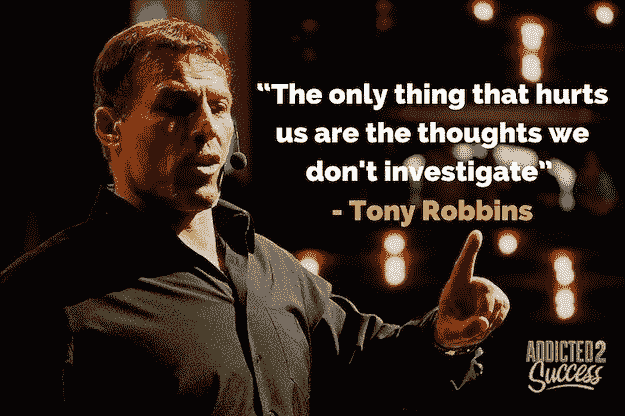 “The only thing that hurts
us are the thoughts we
don't investigate”
- Tony Robbins
ADDICTED2
Success